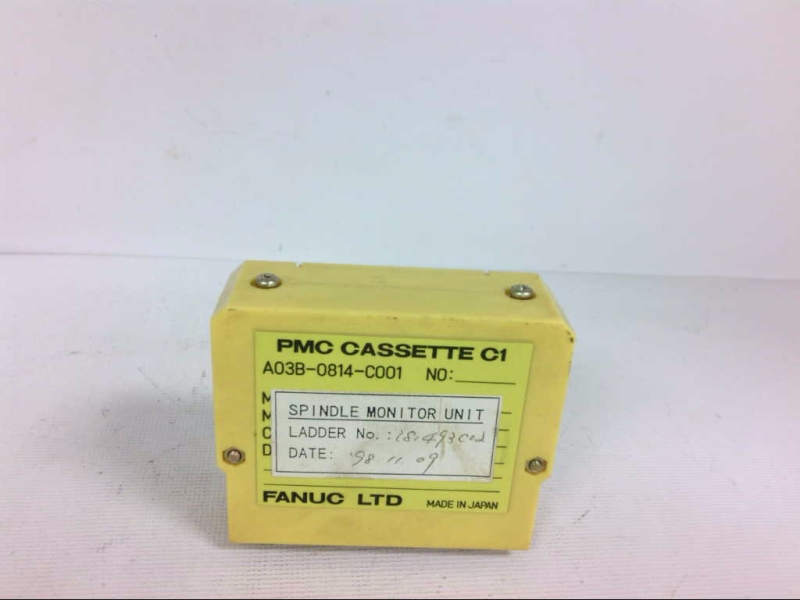 PMC CASSETTE C1
A03B-0814-C001 NO:
M
M
C
D
SPINDLE MONITOR UNIT
LADDER No. :
DATE: '98 11. 09
FANUC LTD MADE IN JAPAN